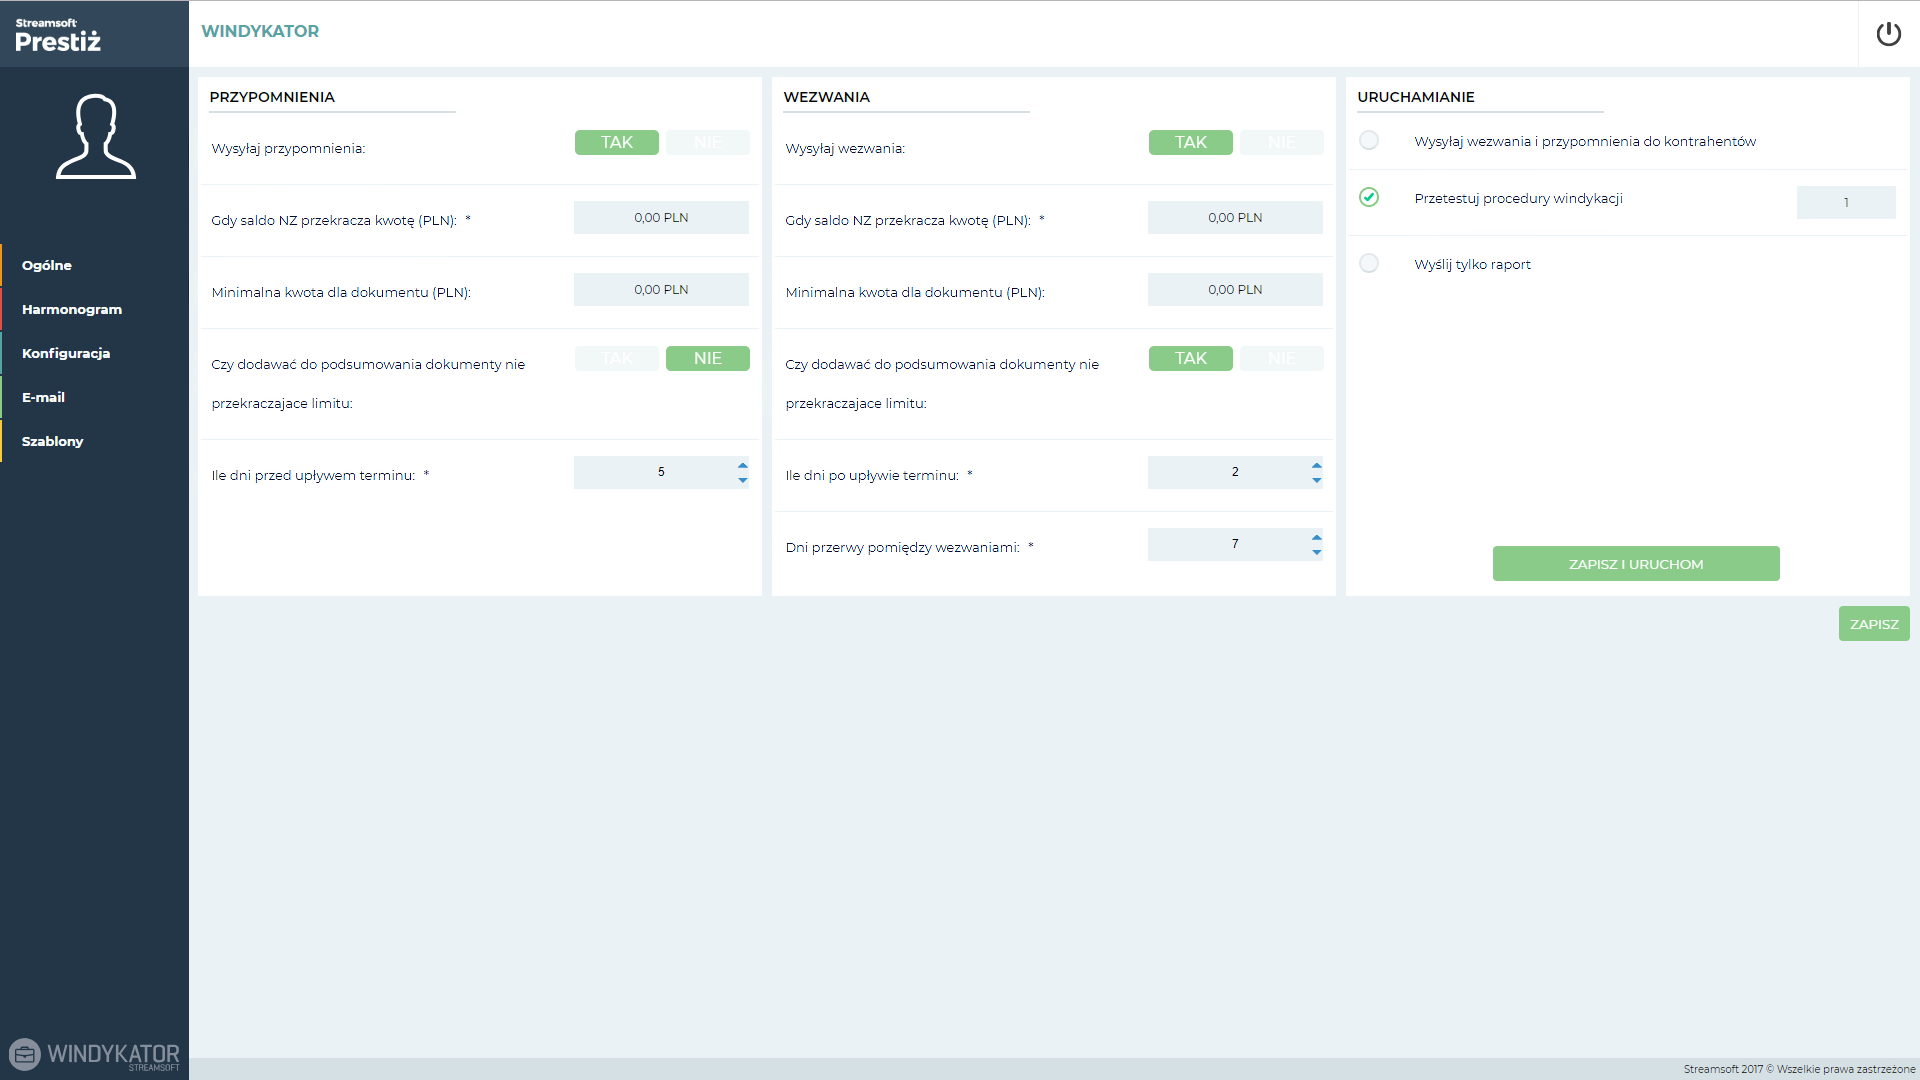 Streamsoft
Prestiż
WINDYKATOR
Ogólne
Harmonogram
Konfiguracja
E-mail
Szablony
PRZYPOMNIENIA
Wysyłaj przypomnienia:
TAK
NIE
Gdy saldo NZ przekracza kwotę (PLN): *
0,00 PLN
Minimalna kwota dla dokumentu (PLN):
0,00 PLN
Czy dodawać do podsumowania dokumenty nie
przekraczajace limitu:
TAK
NIE
Ile dni przed upływem terminu: *
5
WEZWANIA
Wysyłaj wezwania:
TAK
NIE
Gdy saldo NZ przekracza kwotę (PLN): *
0,00 PLN
Minimalna kwota dla dokumentu (PLN):
0,00 PLN
Czy dodawać do podsumowania dokumenty nie
przekraczajace limitu:
TAK
NIE
Ile dni po upływie terminu: *
2
Dni przerwy pomiędzy wezwaniami: *
7
URUCHAMIANIE
Wysyłaj wezwania i przypomnienia do kontrahentów
Przetestuj procedury windykacji
1
Wyślij tylko raport
ZAPISZ I URUCHOM
ZAPISZ
WINDYKATOR
STREAMSOFT
Streamsoft 2017 © Wszelkie prawa zastrzeżone